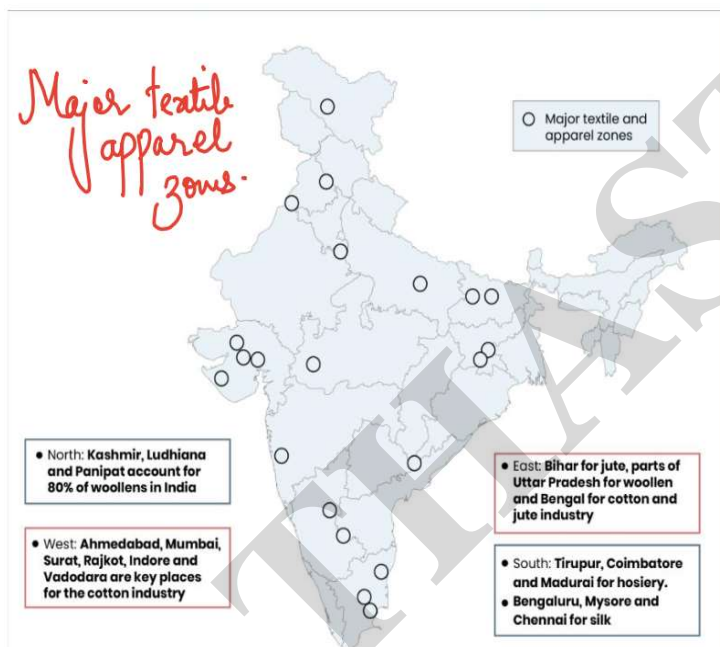 Major textile
apparel
zons.
Major textile and
apparel zones
• North: Kashmir, Ludhiana
and Panipat account for
80% of woollens in India
• West: Ahmedabad, Mumbai,
Surat, Rajkot, Indore and
Vadodara are key places
for the cotton industry
• East: Bihar for jute, parts of
Uttar Pradesh for woollen
and Bengal for cotton and
jute industry
• South: Tirupur, Coimbatore
and Madurai for hosiery.
• Bengaluru, Mysore and
Chennai for silk
THAST